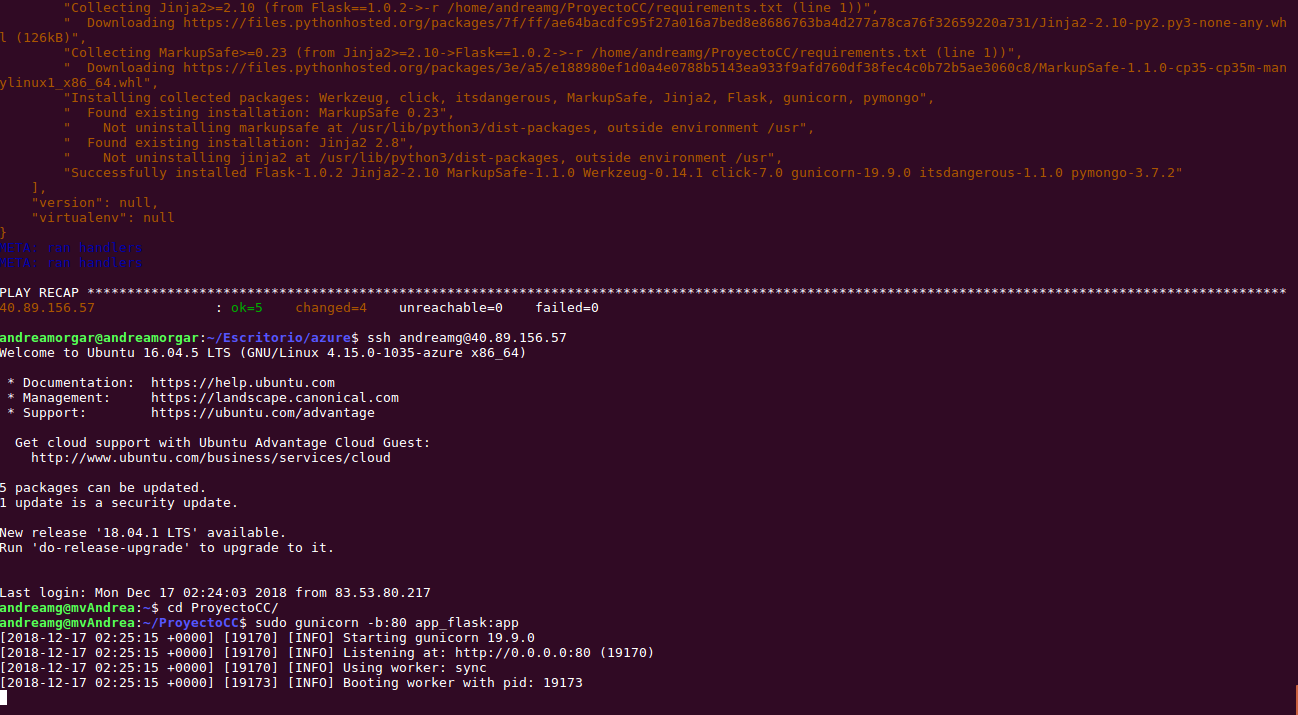 "Collecting Jinja2>=2.10 (from Flask==1.0.2->-r /home/andreamg/ProyectoCC/requirements.txt (line 1))",
"  Downloading https://files.pythonhosted.org/packages/7f/ff/ae64bacdfc95f27a016a7bed8e8686763ba4d277a78ca76f32659220a731/Jinja2-2.10-py2.py3-none-any.wh
l (126kB)",
"Collecting MarkupSafe>=0.23 (from Jinja2>=2.10->Flask==1.0.2->-r /home/andreamg/ProyectoCC/requirements.txt (line 1))",
"  Downloading https://files.pythonhosted.org/packages/3e/a5/e188980ef1d0a4e0788b5143ea933f9afd760df38fec4c0b72b5ae3060c8/MarkupSafe-1.1.0-cp35-cp35m-man
ylinux1_x86_64.whl",
"Installing collected packages: Werkzeug, click, itsdangerous, MarkupSafe, Jinja2, Flask, gunicorn, pymongo",
"  Found existing installation: MarkupSafe 0.23",
"    Not uninstalling markupsafe at /usr/lib/python3/dist-packages, outside environment /usr",
"  Found existing installation: Jinja2 2.8",
"    Not uninstalling jinja2 at /usr/lib/python3/dist-packages, outside environment /usr",
"Successfully installed Flask-1.0.2 Jinja2-2.10 MarkupSafe-1.1.0 Werkzeug-0.14.1 click-7.0 gunicorn-19.9.0 itsdangerous-1.1.0 pymongo-3.7.2"
],
"version": null,
"virtualenv": null
}
META: ran handlers
META: ran handlers
PLAY RECAP ******************************************************************************************************************************************************
40.89.156.57               : ok=5    changed=4    unreachable=0    failed=0
andreamorgar@andreamorgar:~/Escritorio/azure$ ssh andreamg@40.89.156.57
Welcome to Ubuntu 16.04.5 LTS (GNU/Linux 4.15.0-1035-azure x86_64)
* Documentation:  https://help.ubuntu.com
* Management:     https://landscape.canonical.com
* Support:        https://ubuntu.com/advantage
Get cloud support with Ubuntu Advantage Cloud Guest:
http://www.ubuntu.com/business/services/cloud
5 packages can be updated.
1 update is a security update.
New release '18.04.1 LTS' available.
Run 'do-release-upgrade' to upgrade to it.
Last login: Mon Dec 17 02:24:03 2018 from 83.53.80.217
andreamg@mvAndrea:~$ cd ProyectoCC/
andreamg@mvAndrea:~/ProyectoCC$ sudo gunicorn -b:80 app_flask:app
[2018-12-17 02:25:15 +0000] [19170] [INFO] Starting gunicorn 19.9.0
[2018-12-17 02:25:15 +0000] [19170] [INFO] Listening at: http://0.0.0.0:80 (19170)
[2018-12-17 02:25:15 +0000] [19170] [INFO] Using worker: sync
[2018-12-17 02:25:15 +0000] [19173] [INFO] Booting worker with pid: 19173